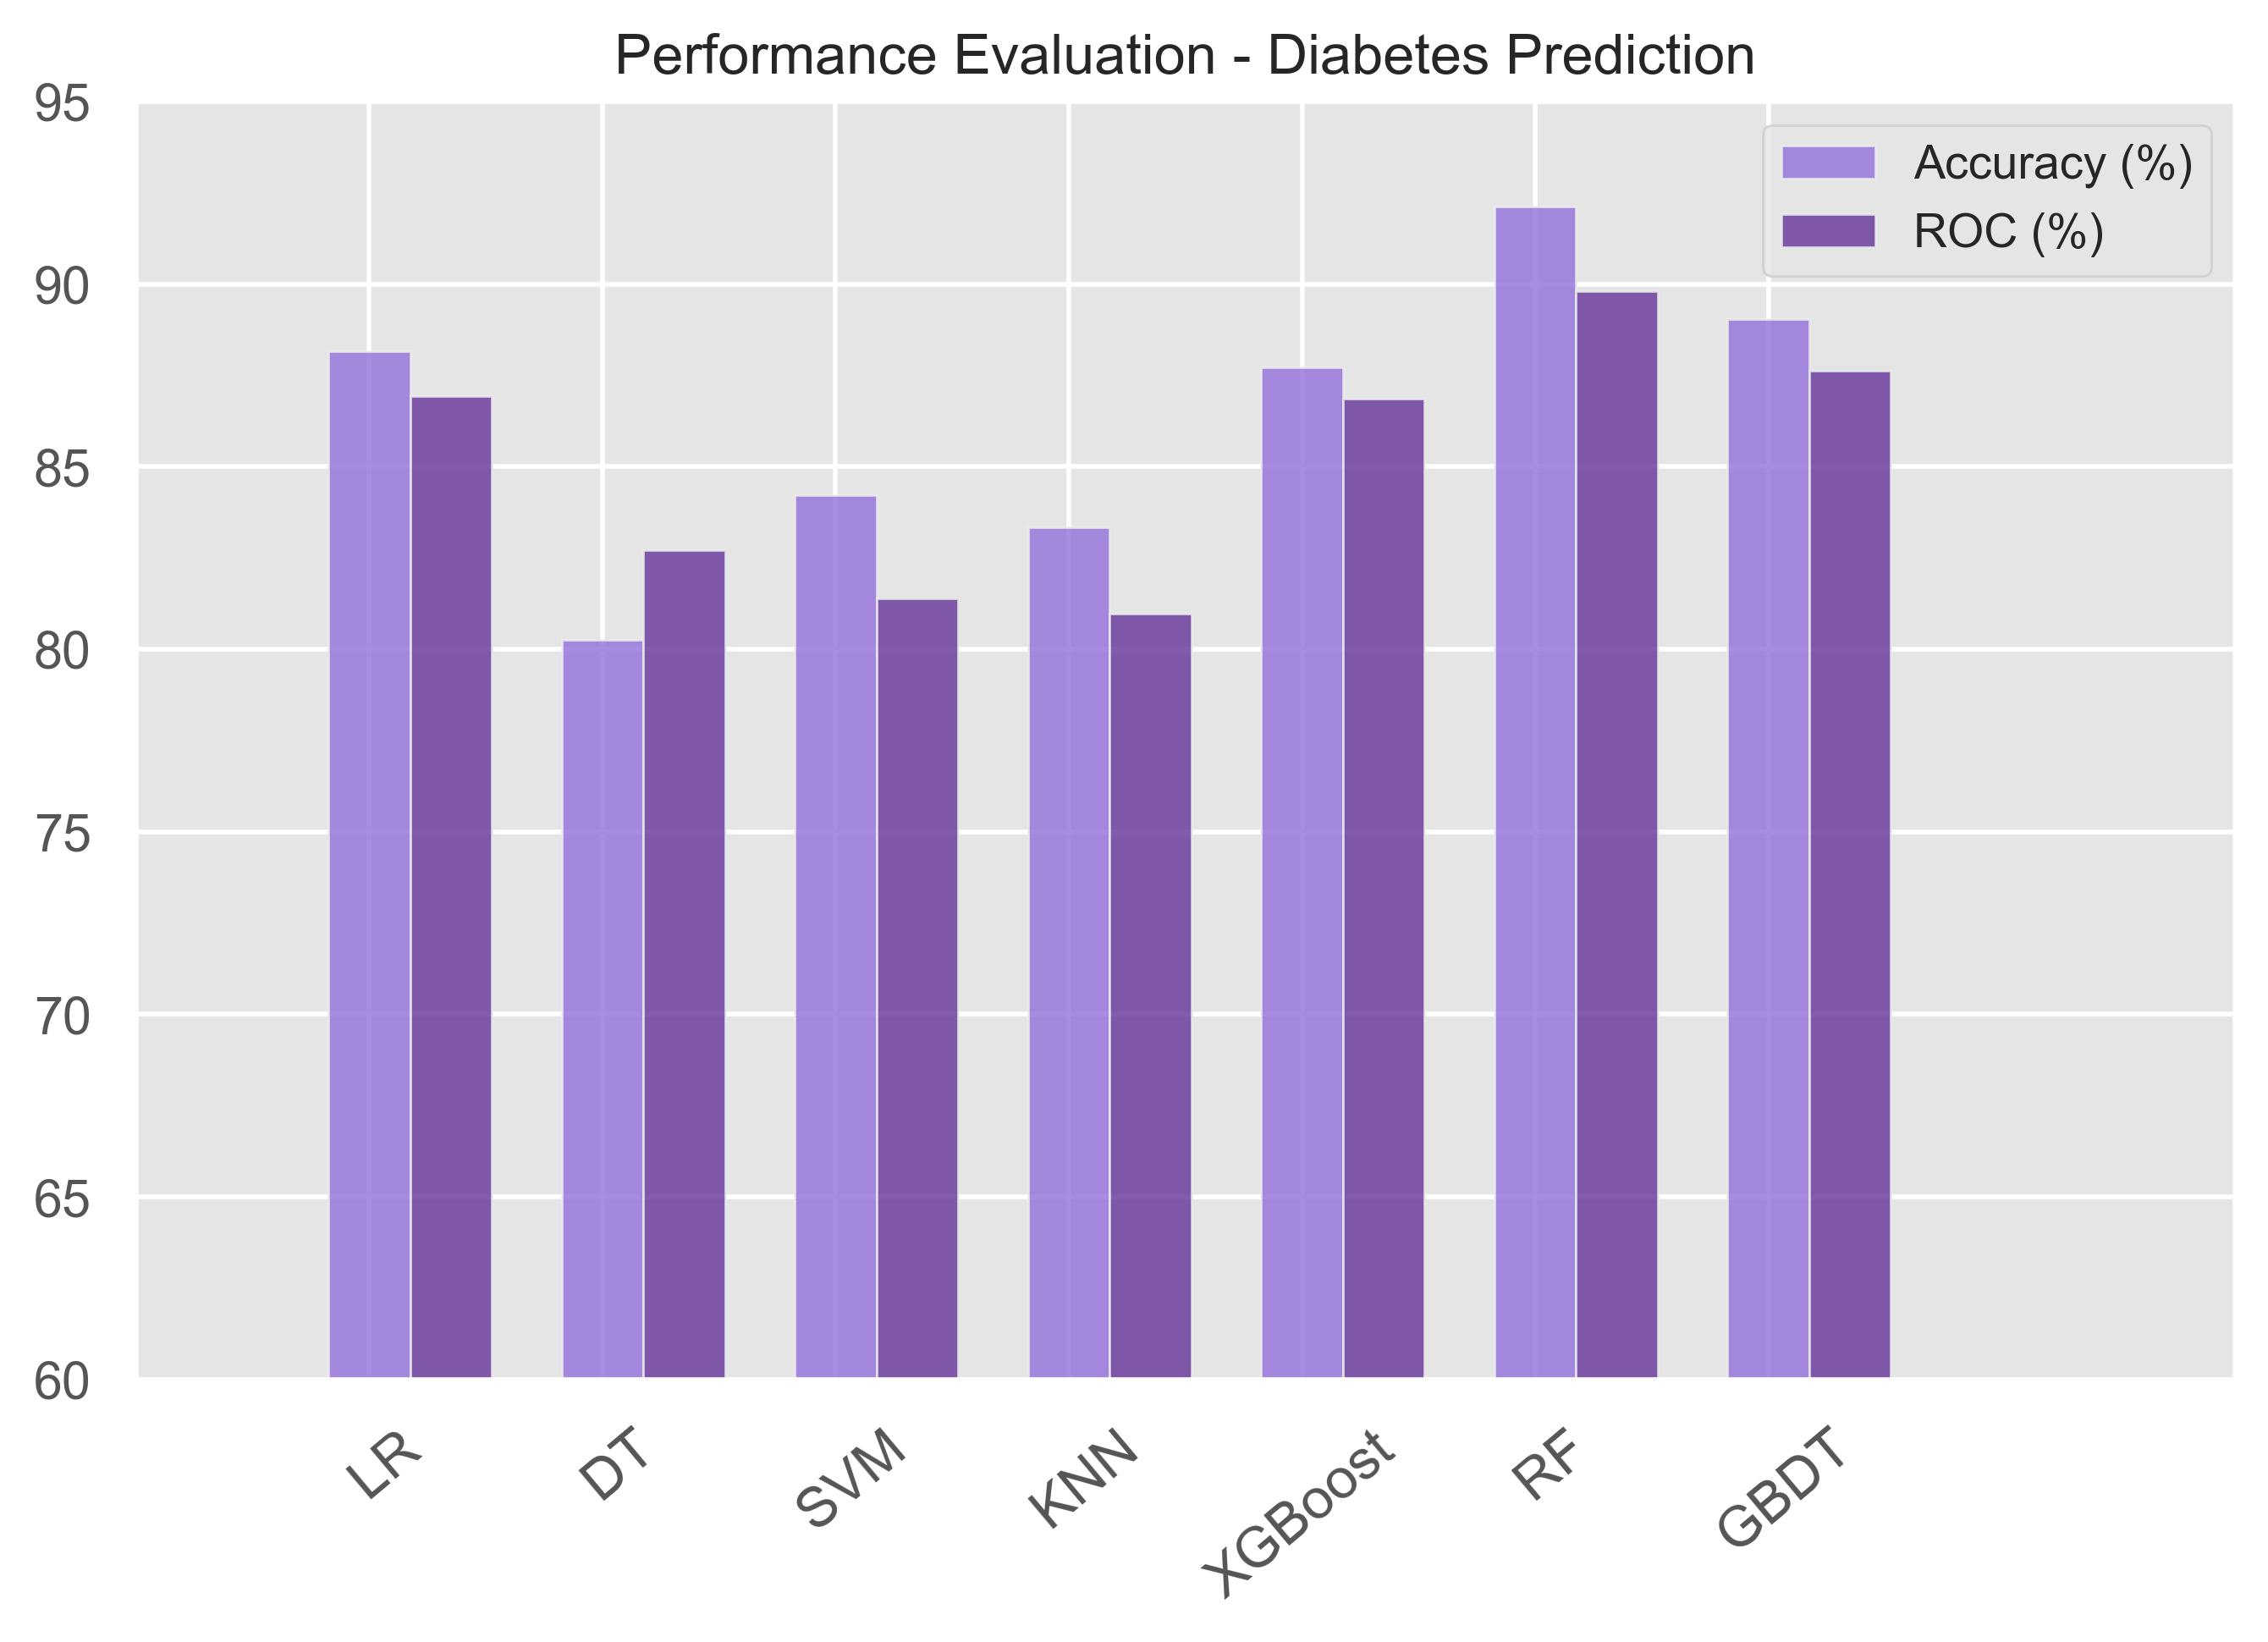 Performance Evaluation - Diabetes Prediction
95
90
85
80
75
70
65
60
Accuracy (%)
ROC (%)
LR
DT
SVM
KNN
XGBoost
RF
GBDT